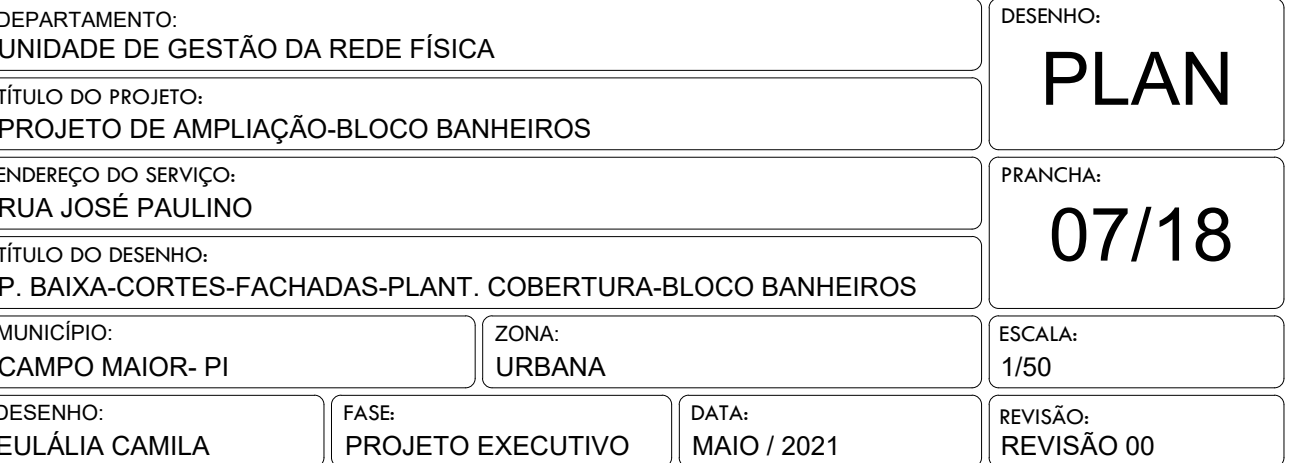 DEPARTAMENTO:
UNIDADE DE GESTÃO DA REDE FÍSICA
TÍTULO DO PROJETO:
PROJETO DE AMPLIAÇÃO-BLOCO BANHEIROS
ENDEREÇO DO SERVIÇO:
RUA JOSÉ PAULINO
TÍTULO DO DESENHO:
P. BAIXA-CORTES-FACHADAS-PLANT. COBERTURA-BLOCO BANHEIROS
DESENHO:
PLAN
PRANCHA:
07/18
MUNICÍPIO:
CAMPO MAIOR- PI
ZONA:
URBANA
ESCALA:
1/50
DESENHO:
EULÁLIA CAMILA
FASE:
PROJETO EXECUTIVO
DATA:
MAIO / 2021
REVISÃO:
REVISÃO 00